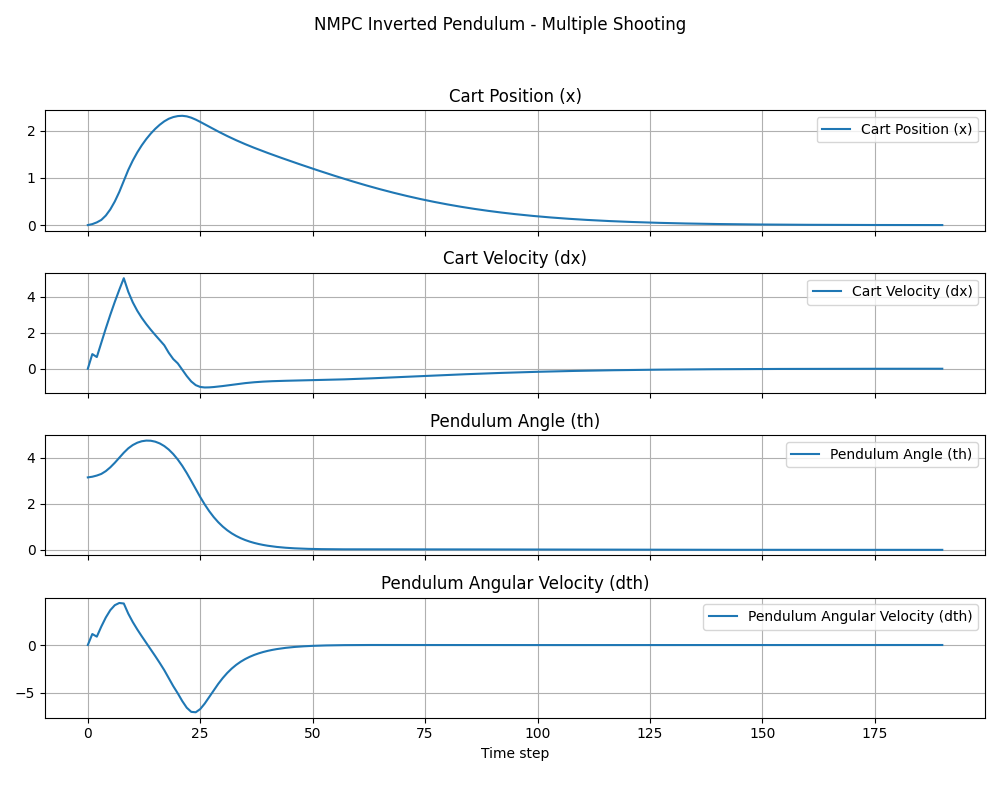 NMPC Inverted Pendulum - Multiple Shooting
Cart Position (x)
Cart Position (x)
2
1
0
Cart Velocity (dx)
Cart Velocity (dx)
4
2
0
Pendulum Angle (th)
Pendulum Angle (th)
4
2
0
Pendulum Angular Velocity (dth)
Pendulum Angular Velocity (dth)
0
−5
0 25 50 75 100 125 150 175
Time step